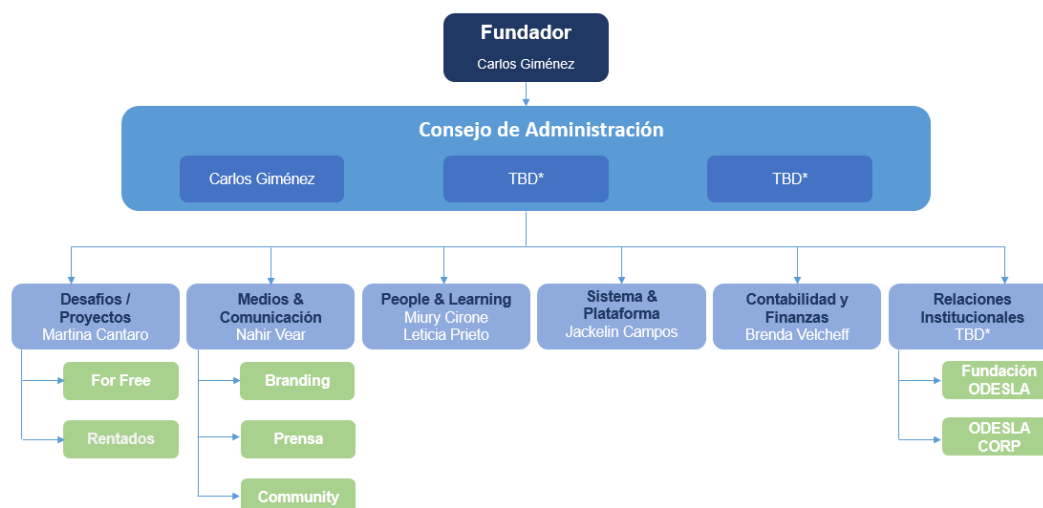 Fundador
Carlos Giménez
Consejo de Administración
Carlos Giménez
TBD*
TBD*
Desafios /
Proyectos
Martina Cantaro
Medios &
Comunicación
Nahir Vear
People & Learning
Miury Cirone
Leticia Prieto
Sistema &
Plataforma
Jackelin Campos
Contabilidad y
Finanzas
Brenda Velcheff
Relaciones
Institucionales
TBD*
For Free
Rentados
Branding
Prensa
Community
Fundación
ODESLA
ODESLA
CORP